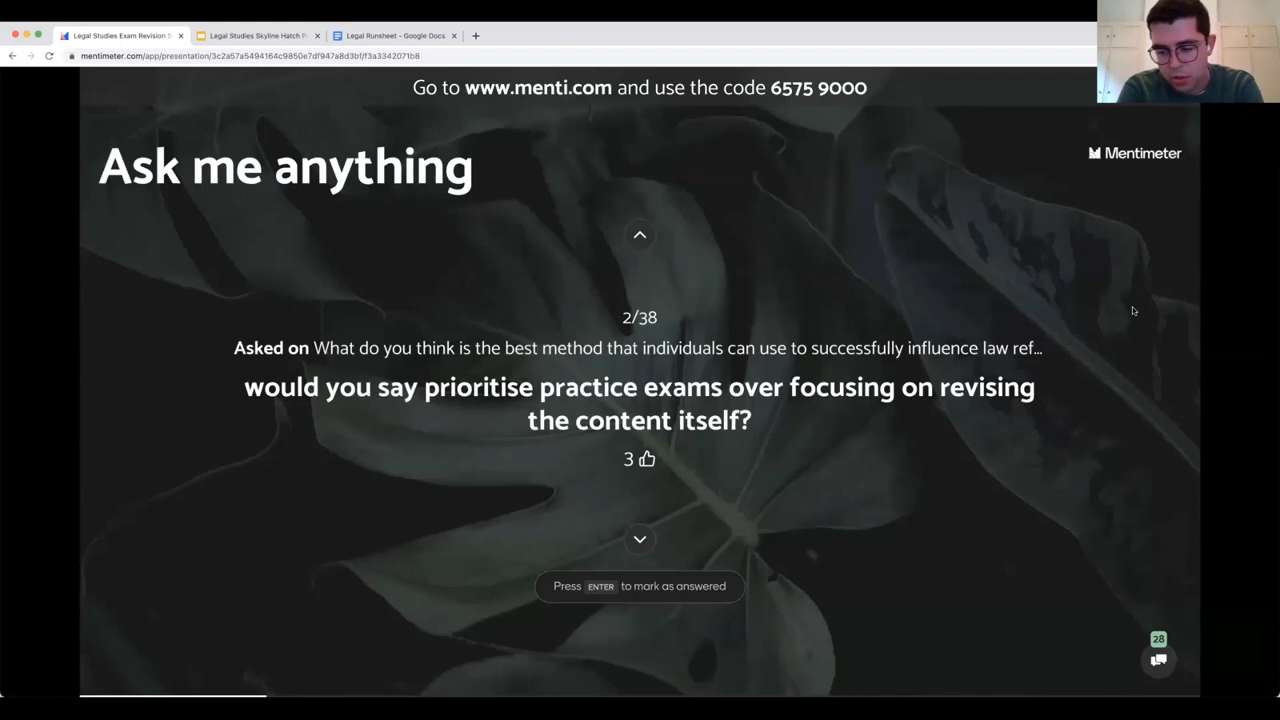 Legal Studies Exam Revision S
Legal Studies Skyline Hatch P
Legal Runsheet - Google Docs
mentimeter.com/app/presentation/3c2a57a5494164c9850e7df947a8d3bf/f3a3342071b8
Go to www.menti.com and use the code 6575 9000
Ask me anything
Mentimeter
2/38
Asked on What do you think is the best method that individuals can use to successfully influence law ref...
would you say prioritise practice exams over focusing on revising
the content itself?
3
Press ENTER to mark as answered
28